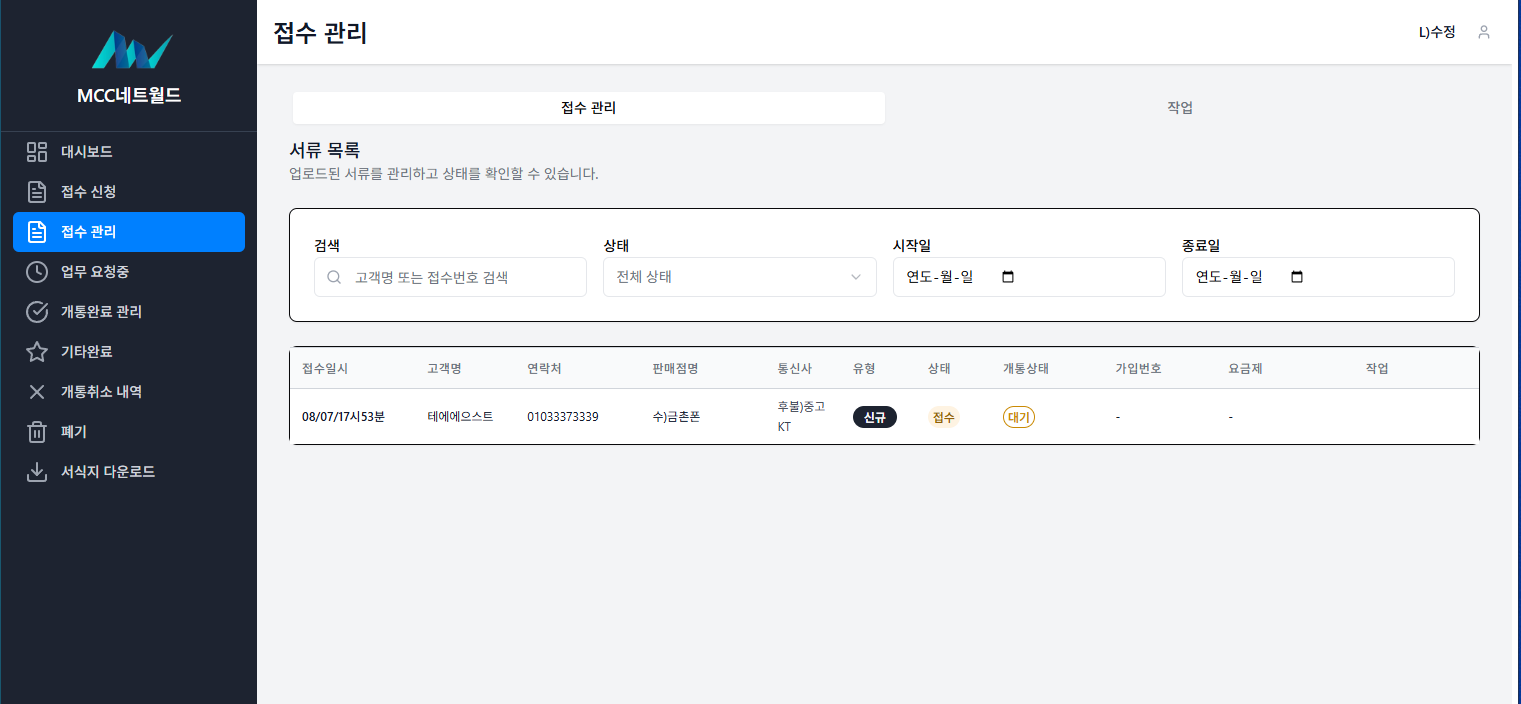 MCC네트월드
대시보드
접수 신청
접수 관리
업무 요청중
개통완료 관리
기타완료
개통취소 내역
폐기
서식지 다운로드
접수 관리
L)수정
접수 관리
작업
서류 목록
업로드된 서류를 관리하고 상태를 확인할 수 있습니다.
검색
상태
시작일
종료일
고객명 또는 접수번호 검색
전체 상태
연도-월-일
연도-월-일
접수일시 고객명 연락처 판매점명 통신사 유형 상태 개통상태 가입번호 요금제 작업
08/07/17시53분 테에에으스트 01033373339 수)금촌폰 후불)중고 신규 접수 대기 - -
KT